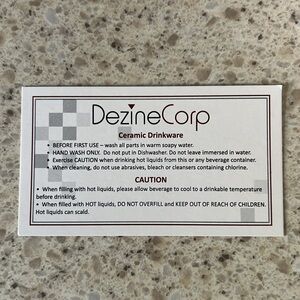 DezineCorp
Ceramic Drinkware
• BEFORE FIRST USE – wash all parts in warm soapy water.
• HAND WASH ONLY. Do not put in Dishwasher. Do not leave immersed in water.
• Exercise CAUTION when drinking hot liquids from this or any beverage container.
• When cleaning, do not use abrasives, bleach or cleansers containing chlorine.
CAUTION
• When filling with hot liquids, please allow beverage to cool to a drinkable temperature
before drinking.
• When filled with HOT liquids, DO NOT OVERFILL and KEEP OUT OF REACH OF CHILDREN.
Hot liquids can scald.